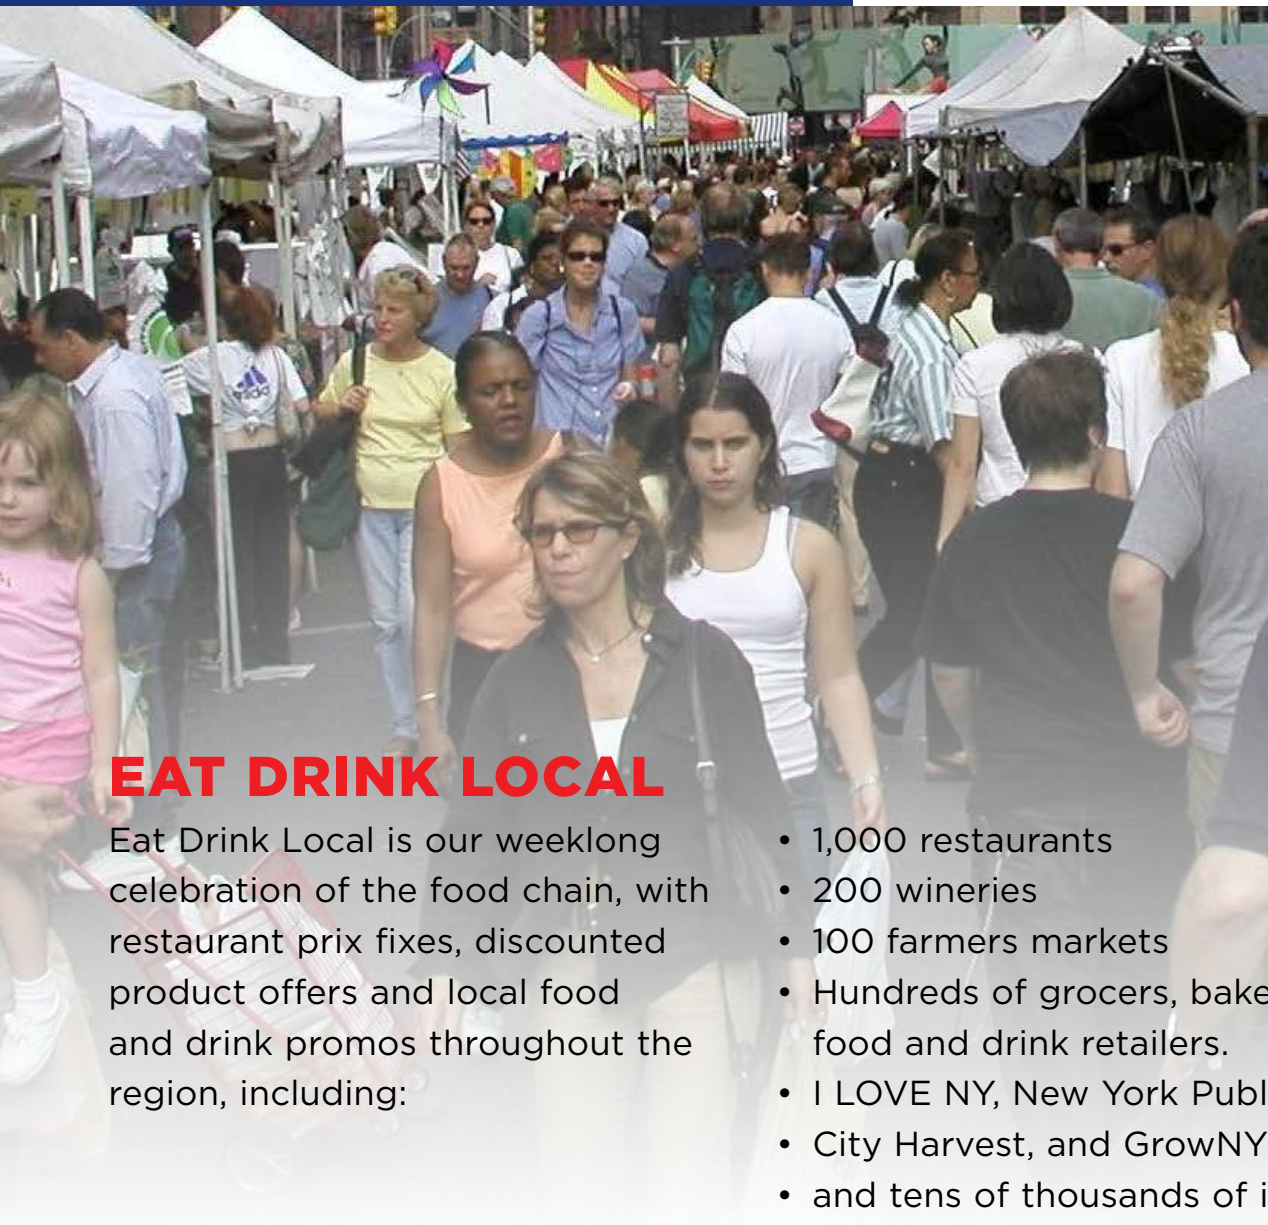 EAT DRINK LOCAL
Eat Drink Local is our weeklong
celebration of the food chain, with
restaurant prix fixes, discounted
product offers and local food
and drink promos throughout the
region, including:
• 1,000 restaurants
• 200 wineries
• 100 farmers markets
• Hundreds of grocers, bake
food and drink retailers.
• I LOVE NY, New York Publ
• City Harvest, and GrowNY
• and tens of thousands of i